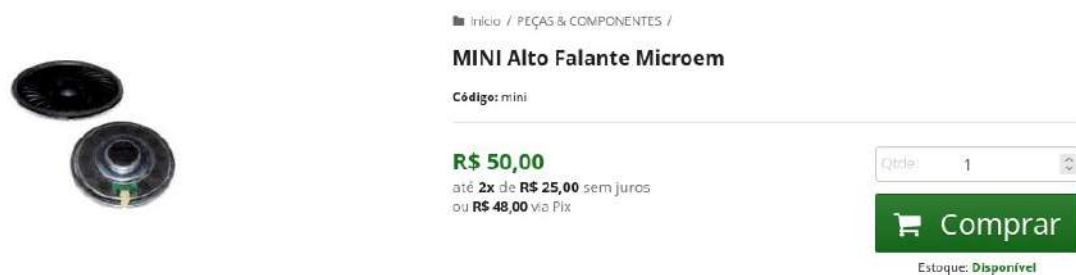 Início / PEÇAS & COMPONENTES /
MINI Alto Falante Microem
Código: mini
R$ 50,00
até 2x de R$ 25,00 sem juros
ou R$ 48,00 via Pix
Qtde: 1
Comprar
Estoque: Disponível